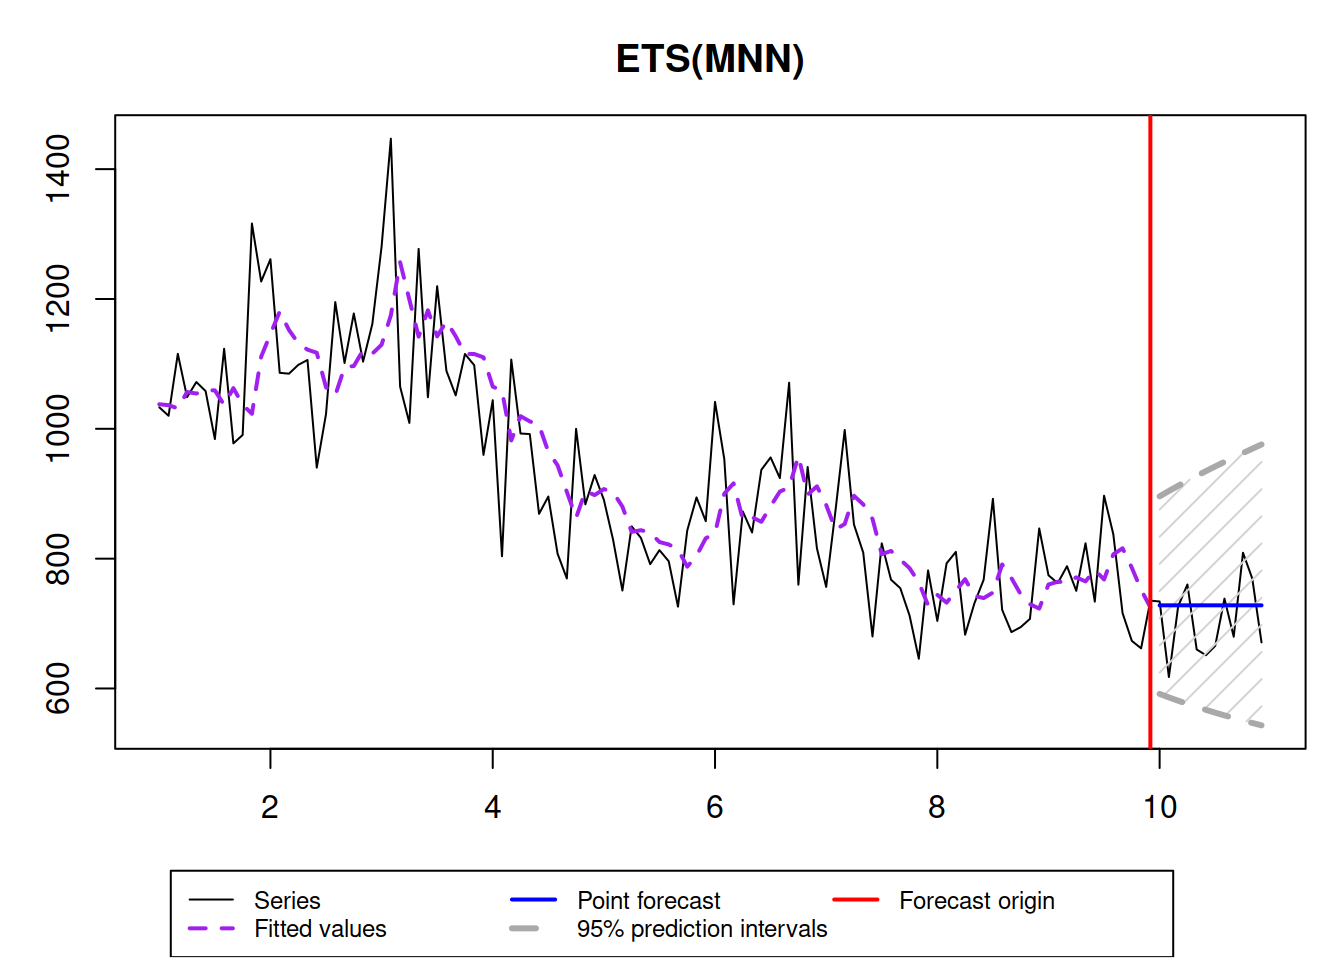 ETS(MNN)
1400
1200
1000
800
600
2 4 6 8 10
Series Point forecast Forecast origin
Fitted values 95% prediction intervals